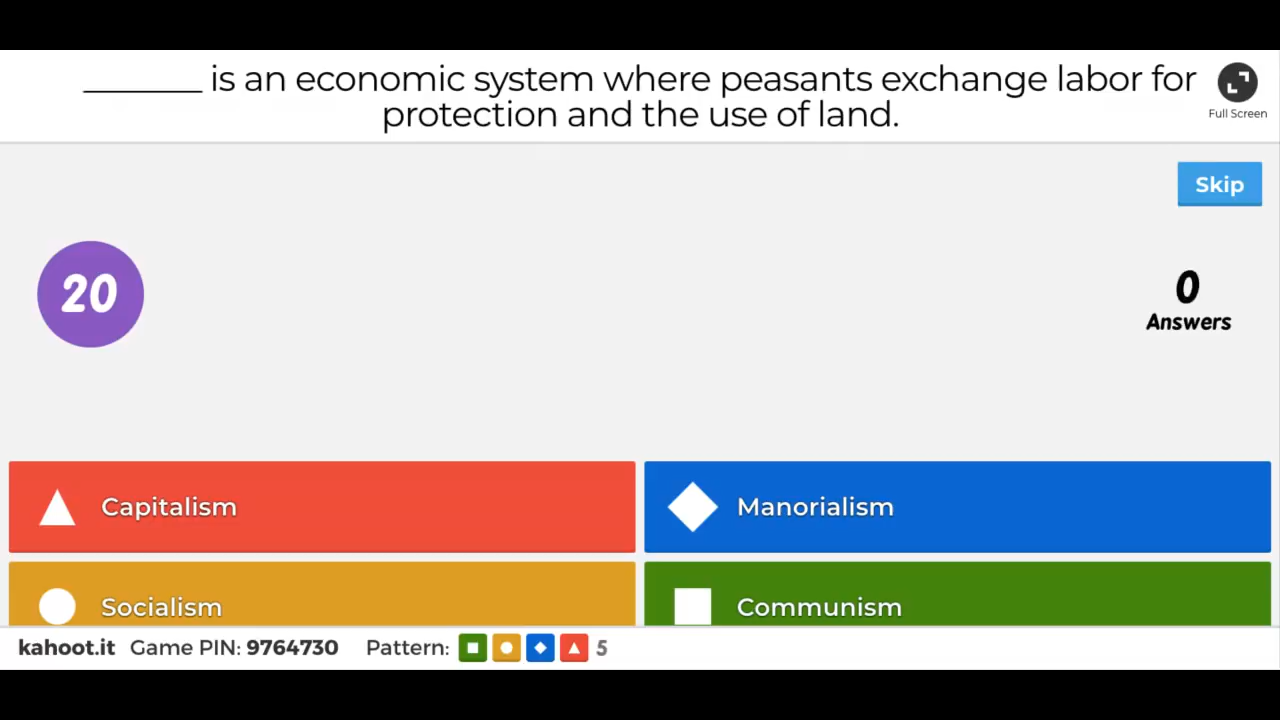 _______ is an economic system where peasants exchange labor for
protection and the use of land.
Full Screen
Skip
20
0
Answers
Capitalism
Manorialism
Socialism
Communism
kahoot.it Game PIN: 9764730 Pattern: 5